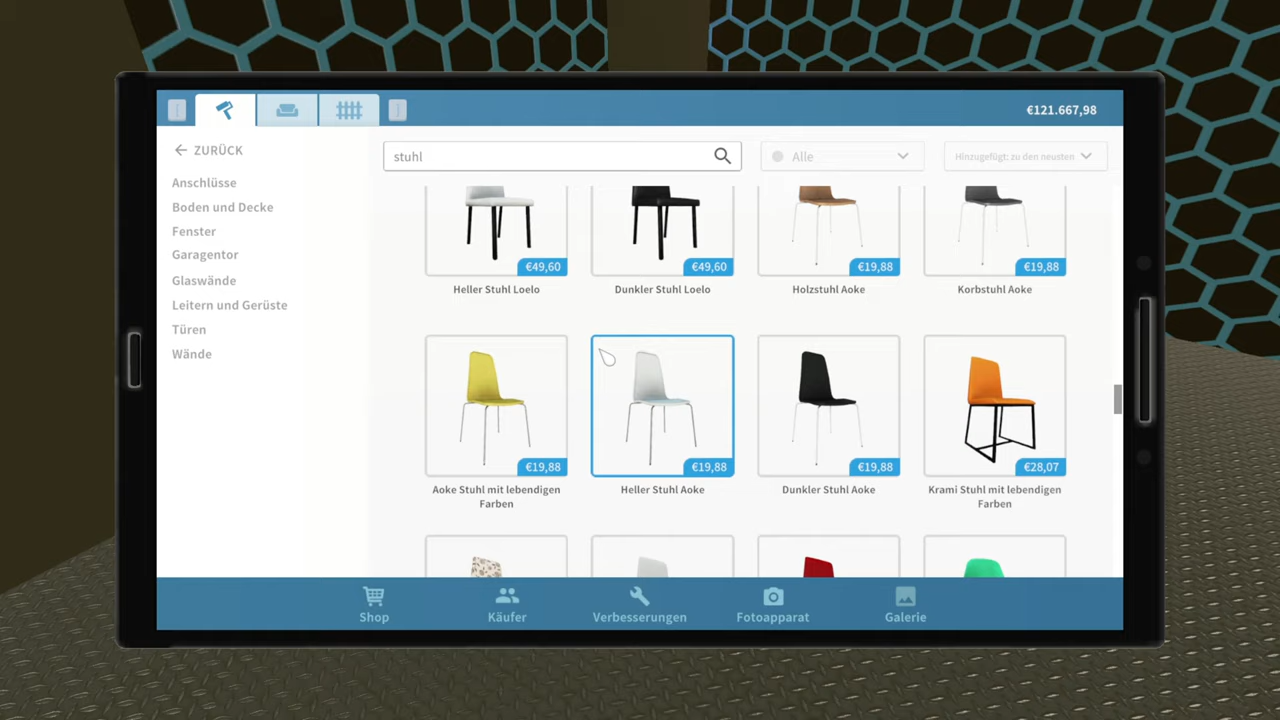 €121.667,98
ZURÜCK
Anschlüsse
Boden und Decke
Fenster
Garagentor
Glaswände
Leitern und Gerüste
Türen
Wände
stuhl
Alle
Hinzugefügt: zu den neusten
€49,60
€49,60
€19,88
€19,88
Heller Stuhl Loelo
Dunkler Stuhl Loelo
Holzstuhl Aoke
Korbstuhl Aoke
€19,88
€19,88
€19,88
€28,07
Aoke Stuhl mit lebendigen
Farben
Heller Stuhl Aoke
Dunkler Stuhl Aoke
Krami Stuhl mit lebendigen
Farben
Shop
Käufer
Verbesserungen
Fotoapparat
Galerie